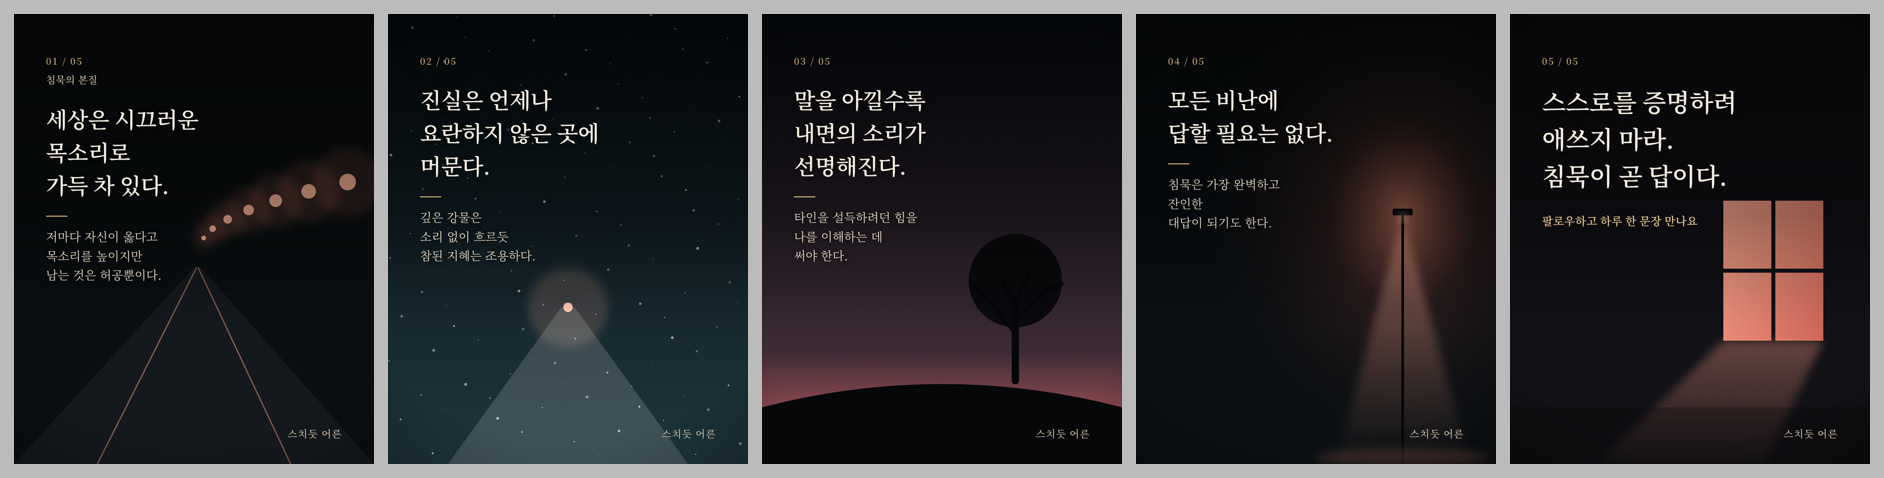 01 / 05
침묵의 본질
세상은 시끄러운
목소리로
가득 차 있다.
저마다 자신이 옳다고
목소리를 높이지만
남는 것은 허공뿐이다.
스치듯 어른
02 / 05
진실은 언제나
요란하지 않은 곳에
머문다.
깊은 강물은
소리 없이 흐르듯
참된 지혜는 조용하다.
스치듯 어른
03 / 05
말을 아낄수록
내면의 소리가
선명해진다.
타인을 설득하려던 힘을
나를 이해하는 데
써야 한다.
스치듯 어른
04 / 05
모든 비난에
답할 필요는 없다.
침묵은 가장 완벽하고
잔인한
대답이 되기도 한다.
스치듯 어른
05 / 05
스스로를 증명하려
애쓰지 마라.
침묵이 곧 답이다.
팔로우하고 하루 한 문장 만나요
스치듯 어른